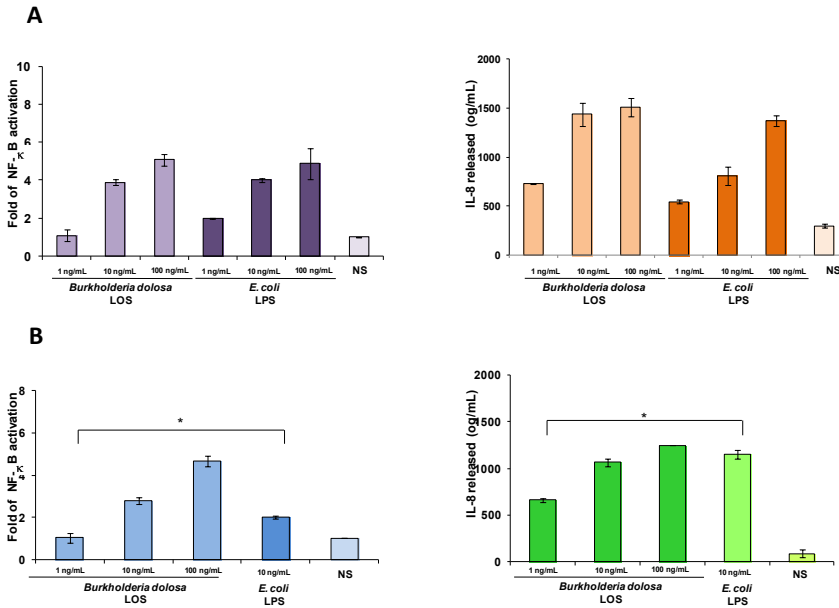 A
Fold of NF-κB activation
10
8
6
4
2
0
1 ng/mL 10 ng/mL 100 ng/mL 1 ng/mL 10 ng/mL 100 ng/mL NS
Burkholderia dolosa E. coli
LOS LPS
IL-8 released (og/mL)
2000
1500
1000
500
0
1 ng/mL 10 ng/mL 100 ng/mL 1 ng/mL 10 ng/mL 100 ng/mL NS
Burkholderia dolosa E. coli
LOS LPS
B
Fold of NF-κB activation
8
6
4
2
0
*
1 ng/mL 10 ng/mL 100 ng/mL 10 ng/mL NS
Burkholderia dolosa E. coli
LOS LPS
IL-8 released (og/mL)
2000
1500
1000
500
0
*
1 ng/mL 10 ng/mL 100 ng/mL 10 ng/mL NS
Burkholderia dolosa E. coli
LOS LPS